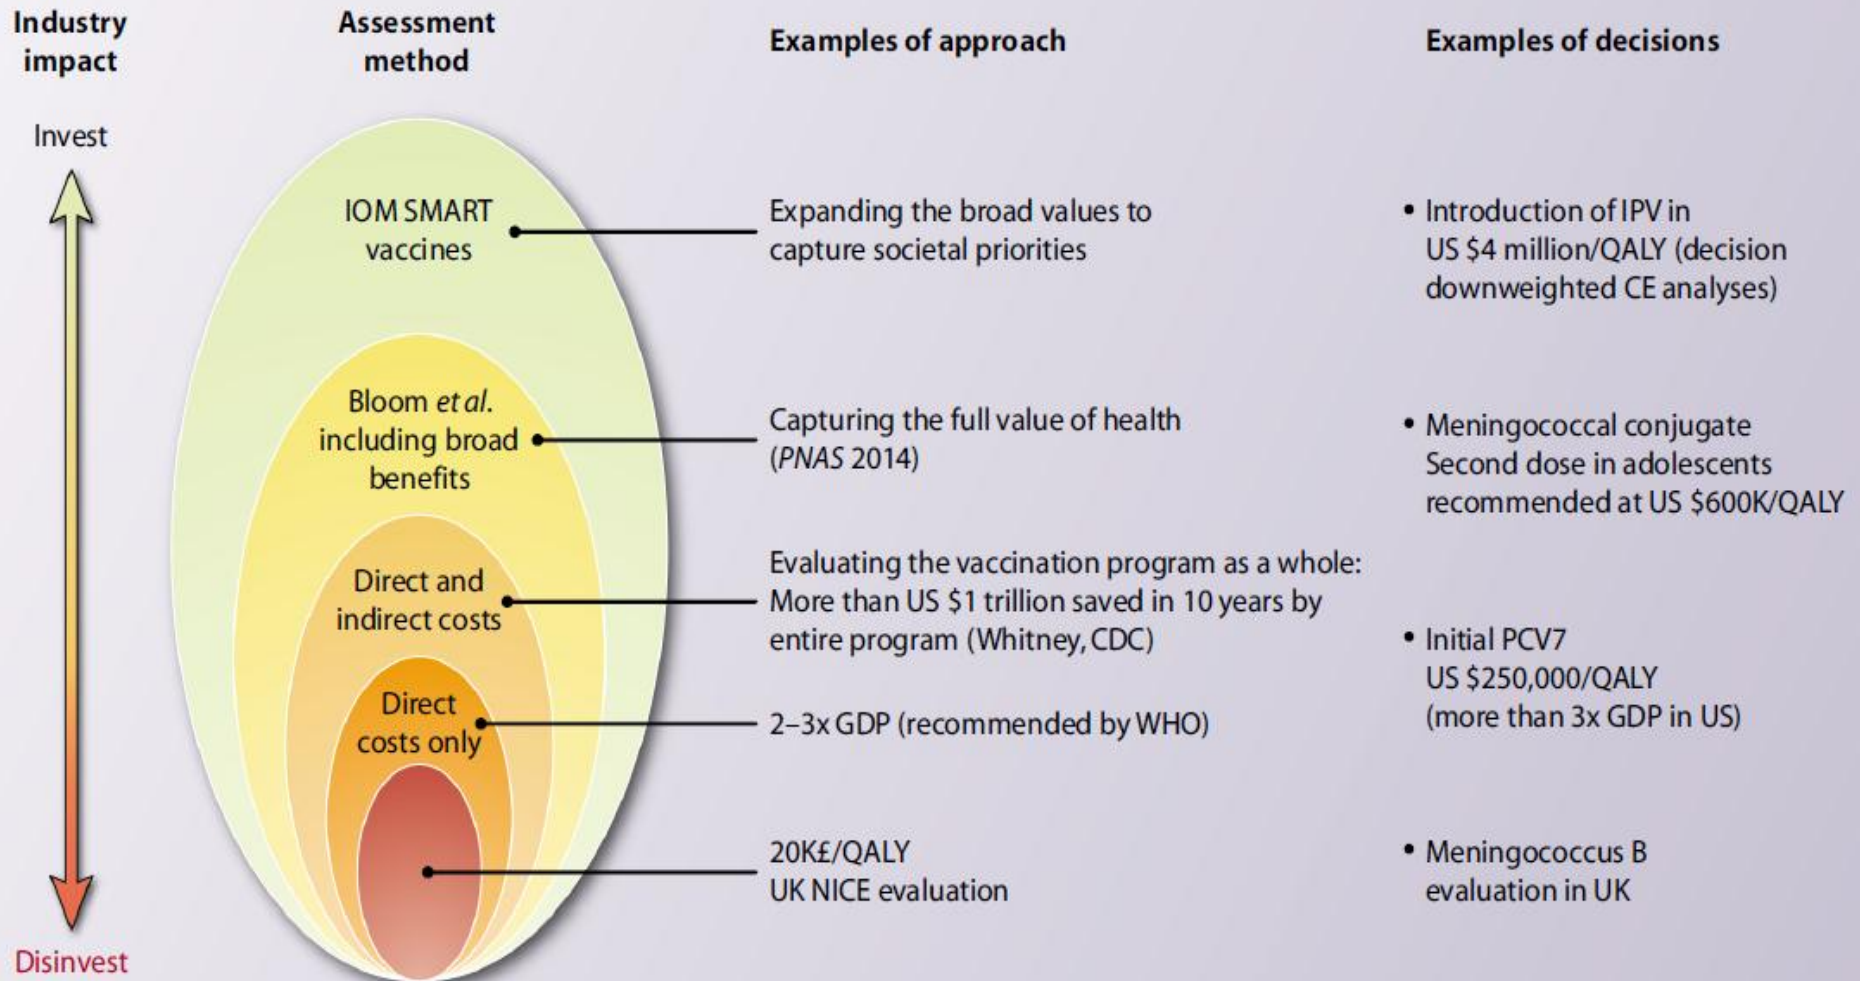 Industry
impact
Assessment
method
Examples of approach
Examples of decisions
Invest
IOM SMART
vaccines
Expanding the broad values to
capture societal priorities
• Introduction of IPV in
US $4 million/QALY (decision
downweighted CE analyses)
Bloom et al.
including broad
benefits
Capturing the full value of health
(PNAS 2014)
• Meningococcal conjugate
Second dose in adolescents
recommended at US $600K/QALY
Direct and
indirect costs
Evaluating the vaccination program as a whole:
More than US $1 trillion saved in 10 years by
entire program (Whitney, CDC)
• Initial PCV7
US $250,000/QALY
(more than 3x GDP in US)
Direct
costs only
2–3x GDP (recommended by WHO)
20K£/QALY
UK NICE evaluation
• Meningococcus B
evaluation in UK
Disinvest